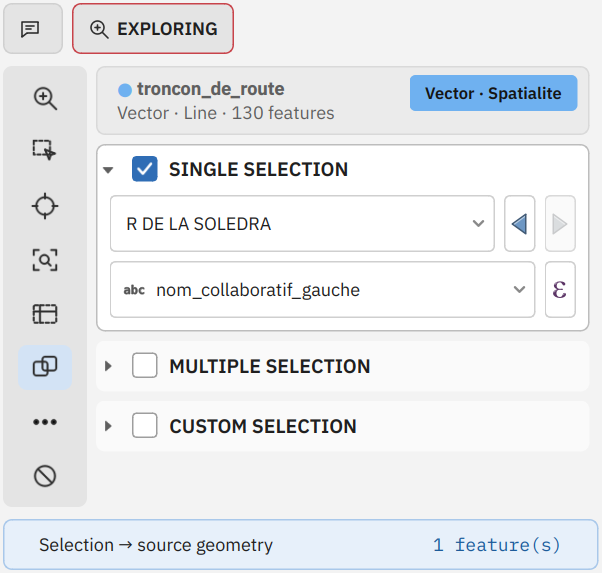 EXPLORING
troncon_de_route
Vector · Spatialite
Vector · Line · 130 features
SINGLE SELECTION
R DE LA SOLEDRA
abc nom_collaboratif_gauche
ε
MULTIPLE SELECTION
CUSTOM SELECTION
Selection → source geometry
1 feature(s)